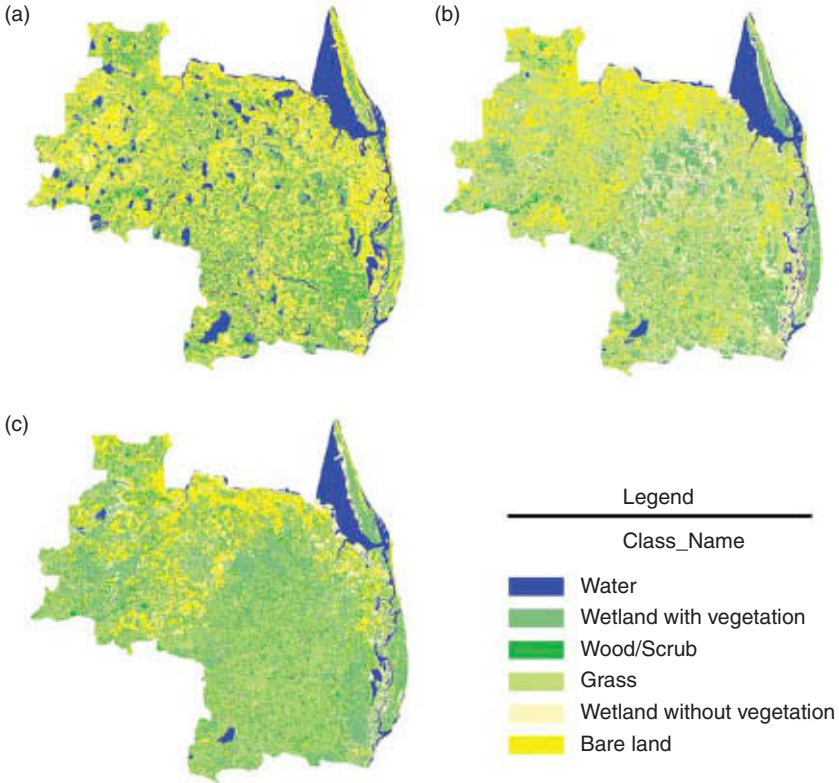 (a)
(b)
(c)
Legend
Class_Name
Water
Wetland with vegetation
Wood/Scrub
Grass
Wetland without vegetation
Bare land